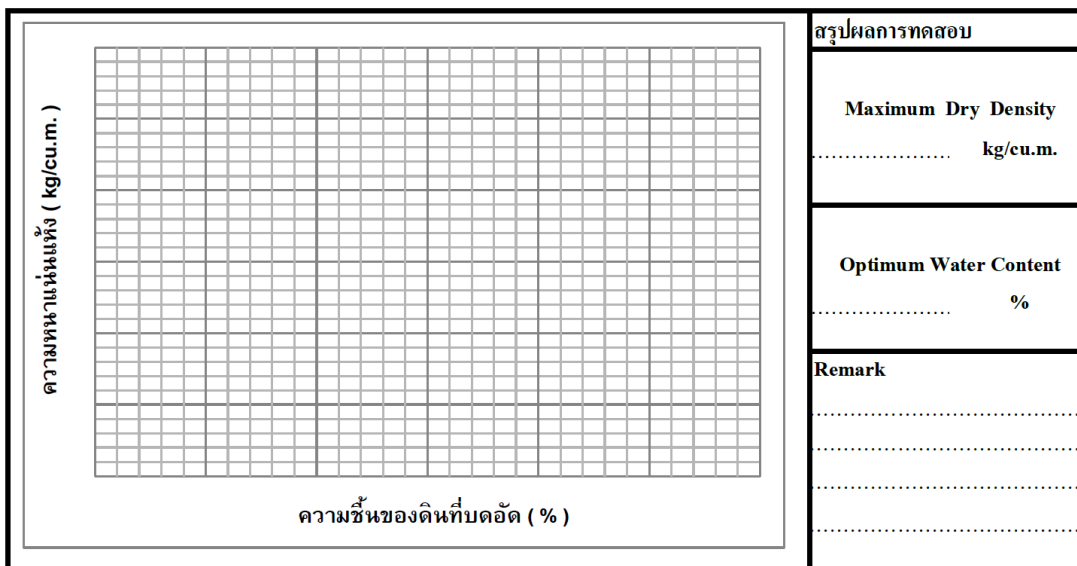 ความหนาแน่นแห้ง ( kg/cu.m. )
ความชื้นของดินที่บดอัด ( % )
สรุปผลการทดสอบ
Maximum Dry Density
..................... kg/cu.m.
Optimum Water Content
..................... %
Remark
.........................................
.........................................
.........................................
.........................................